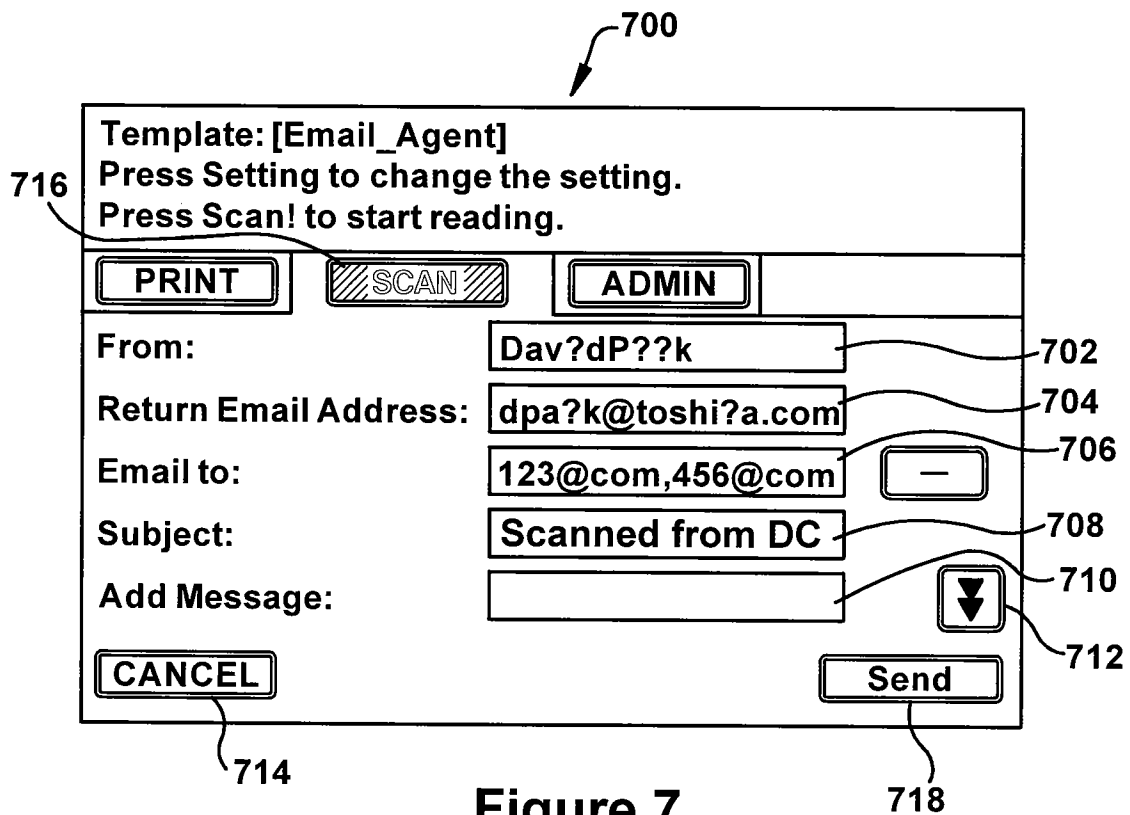 700
Template: [Email_Agent]
716
Press Setting to change the setting.
Press Scan! to start reading.
PRINT SCAN ADMIN
From: Dav?dP??k 702
Return Email Address: dpa?k@toshi?a.com 704
Email to: 123@com,456@com — 706
Subject: Scanned from DC 708
Add Message: 710
712
CANCEL Send
714
718
Figure 7